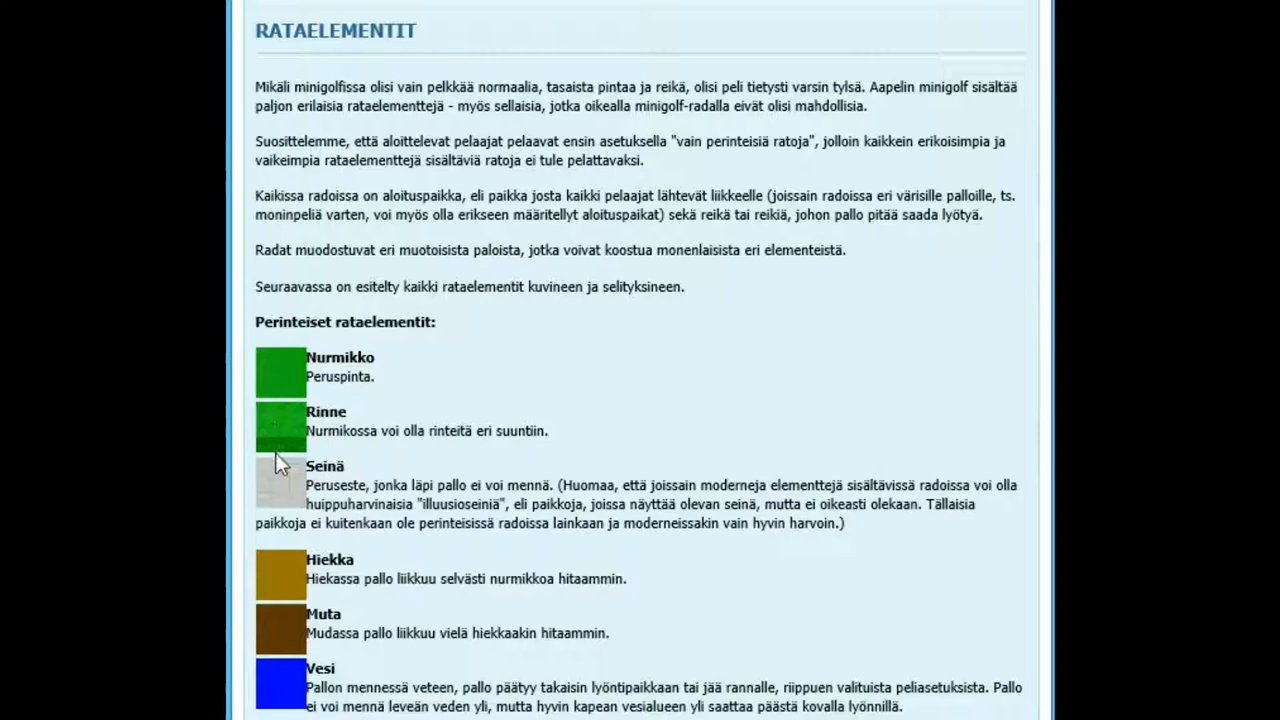 RATAELEMENTIT
Mikäli minigolfissa olisi vain pelkkää normaalia, tasaista pintaa ja reikä, olisi peli tietysti varsin tylsä. Aapelin minigolf sisältää
paljon erilaisia rataelementtejä - myös sellaisia, jotka oikealla minigolf-radalla eivät olisi mahdollisia.
Suosittelemme, että aloittelevat pelaajat pelaavat ensin asetuksella "vain perinteisiä ratoja", jolloin kaikkein erikoisimpia ja
vaikeimpia rataelementtejä sisältäviä ratoja ei tule pelattavaksi.
Kaikissa radoissa on aloituspaikka, eli paikka josta kaikki pelaajat lähtevät liikkeelle (joissain radoissa eri värisille palloille, ts.
moninpeliä varten, voi myös olla erikseen määritellyt aloituspaikat) sekä reikä tai reikiä, johon pallo pitää saada lyötyä.
Radat muodostuvat eri muotoisista paloista, jotka voivat koostua monenlaisista eri elementeistä.
Seuraavassa on esitelty kaikki rataelementit kuvineen ja selityksineen.
Perinteiset rataelementit:
Nurmikko
Peruspinta.
Rinne
Nurmikossa voi olla rinteitä eri suuntiin.
Seinä
Peruseste, jonka läpi pallo ei voi mennä. (Huomaa, että joissain moderneja elementtejä sisältävissä radoissa voi olla
huippuharvinaisia "illuusioseiniä", eli paikkoja, joissa näyttää olevan seinä, mutta ei oikeasti olekaan. Tällaisia
paikkoja ei kuitenkaan ole perinteisissä radoissa lainkaan ja moderneissakin vain hyvin harvoin.)
Hiekka
Hiekassa pallo liikkuu selvästi nurmikkoa hitaammin.
Muta
Mudassa pallo liikkuu vielä hiekkaakin hitaammin.
Vesi
Pallon mennessä veteen, pallo päätyy takaisin lyöntipaikkaan tai jää rannalle, riippuen valituista peliasetuksista. Pallo
ei voi mennä leveän veden yli, mutta hyvin kapean vesialueen yli saattaa päästä kovalla lyönnillä.